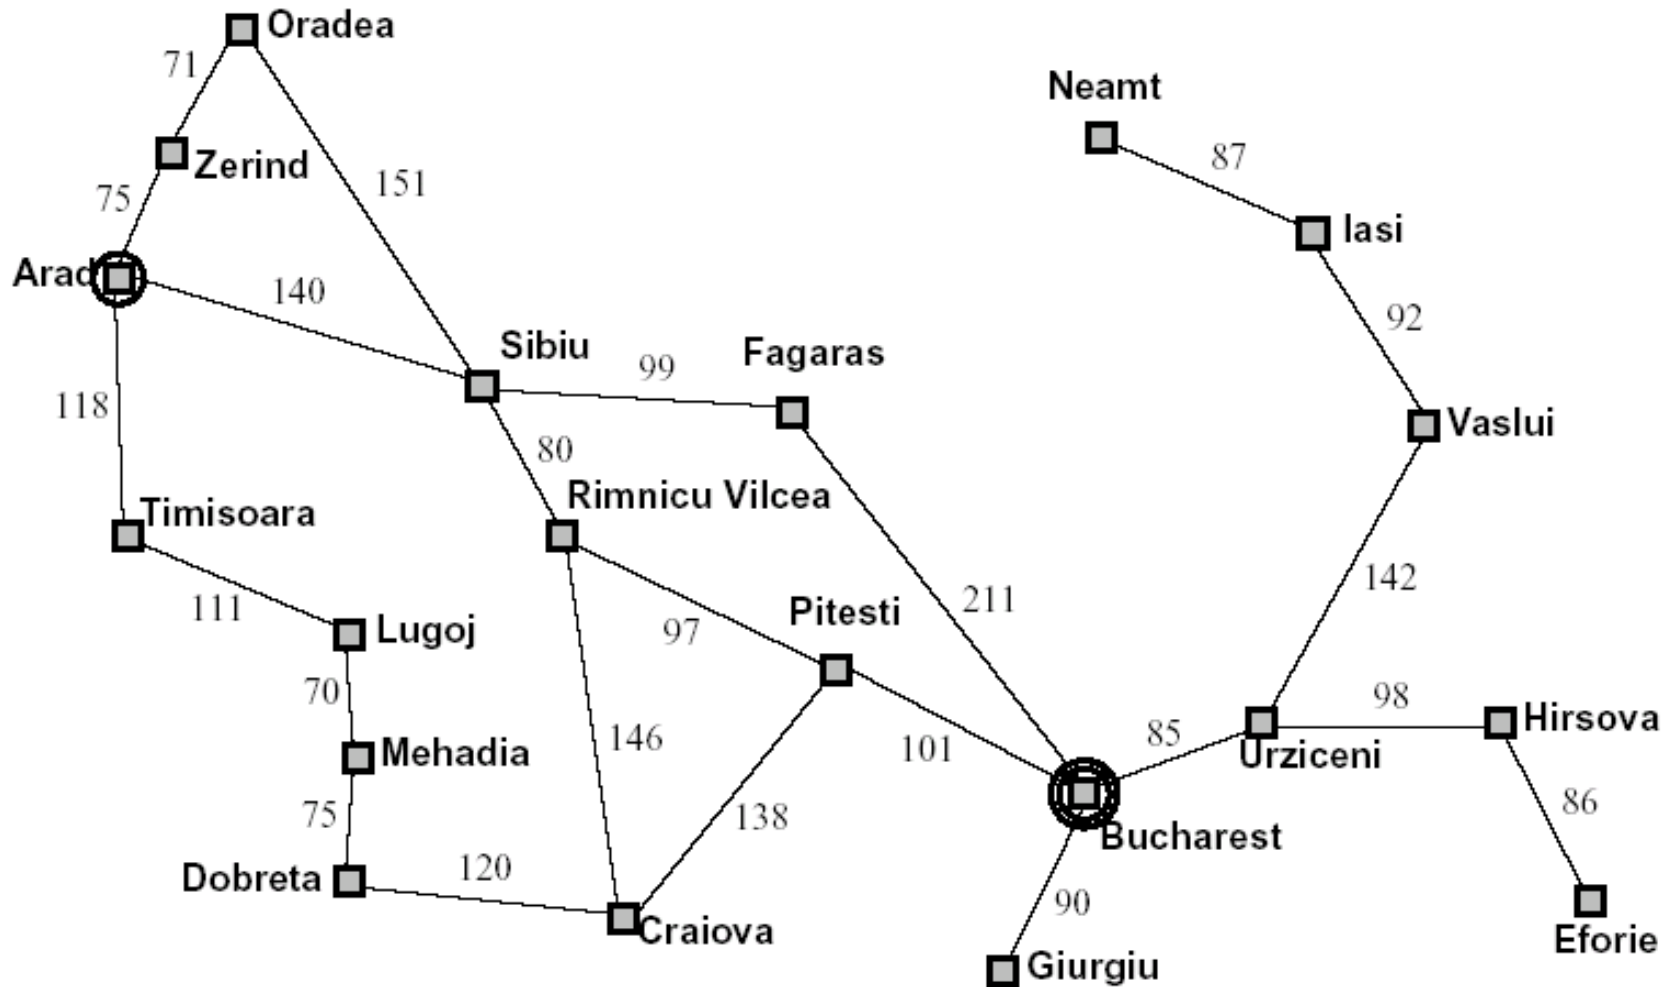 Oradea
71
Neamt
87
Zerind
151
75
Iasi
Arad
140
92
Sibiu
99
Fagaras
118
Vaslui
80
Timisoara
Rimnicu Vilcea
142
111
Lugoj
97
Pitesti
211
70
98
Hirsova
146
101
85
Urziceni
Mehadia
75
138
86
Bucharest
Dobreta
120
90
Craiova
Eforie
Giurgiu